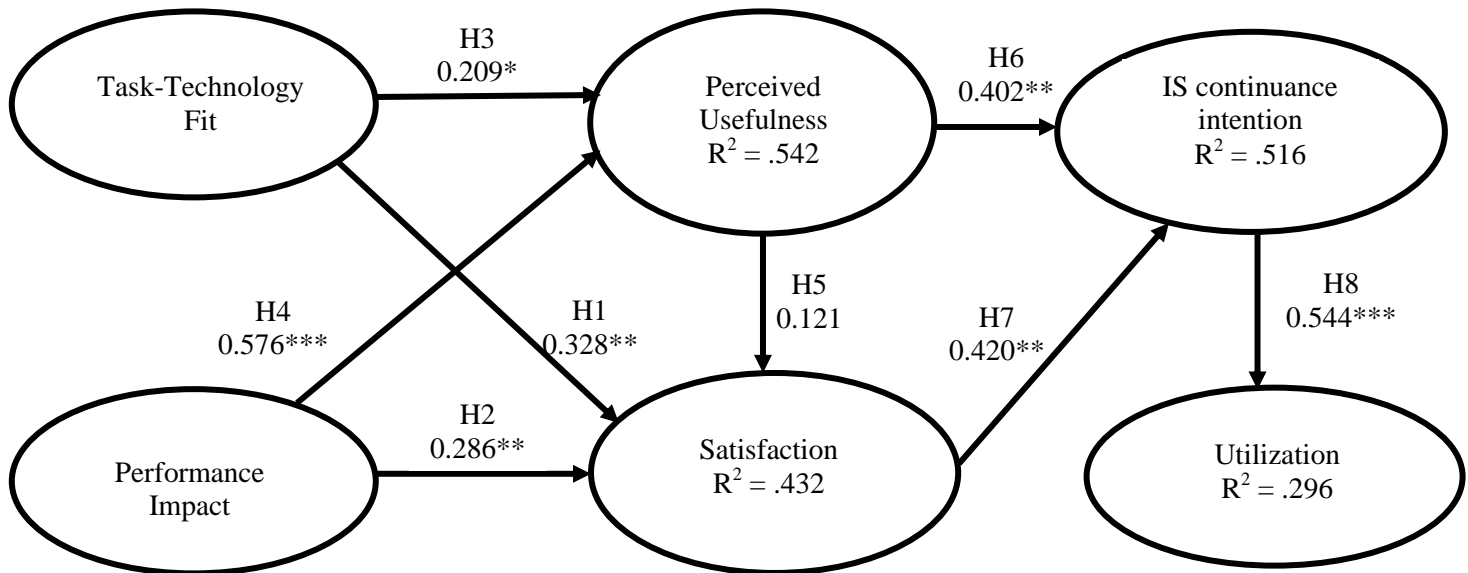 H3
0.209*
Task-Technology
Fit
Perceived
Usefulness
R² = .542
H6
0.402**
IS continuance
intention
R² = .516
H4
0.576***
H1
0.328**
H5
0.121
H7
0.420**
H8
0.544***
H2
0.286**
Performance
Impact
Satisfaction
R² = .432
Utilization
R² = .296